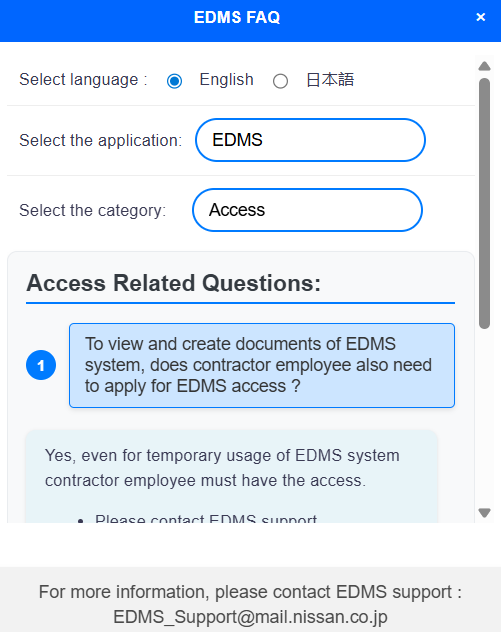 EDMS FAQ ×
Select language : English 日本語
Select the application: EDMS
Select the category: Access
Access Related Questions:
1 To view and create documents of EDMS
system, does contractor employee also need
to apply for EDMS access ?
Yes, even for temporary usage of EDMS system
contractor employee must have the access.
• Please contact EDMS support
For more information, please contact EDMS support :
EDMS_Support@mail.nissan.co.jp